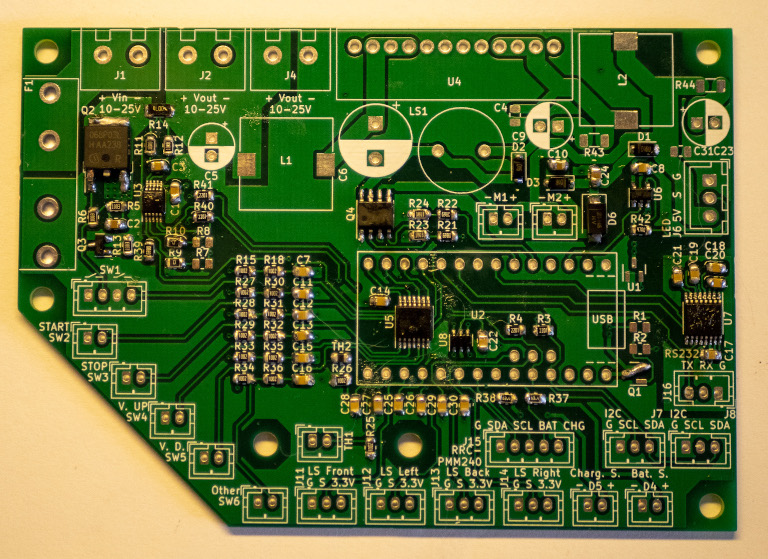 J1
J2
J4
U4
L2
R44
F1
+ Vin -
10-25V
+ Vout -
10-25V
+ Vout -
10-25V
LS1
C4
Q2
R14
R11
R12
C5
L1
C6
C9
D2
C10
R43
D1
C31
C23
C3
U3
R41
R40
Q4
R24
R22
R23
R21
D3
C24
C8
U6
-M1+
-M2+
D6
R42
LED
J6
5V
S
G
R6
R5
C2
Q3
R13
R39
R10
R8
R9
R7
SW1
R15
R18
C7
R27
R30
C11
R28
R31
C12
R29
R32
C13
R33
R35
C15
R34
R36
C16
C14
U5
U2
U8
C22
R4
R3
USB
U1
R1
R2
Q1
C21
C19
C18
C20
U7
RS232
C17
TX RX G
J16
START
SW2
STOP
SW3
V. UP
SW4
V. D.
SW5
Other
SW6
TH2
R26
C28
C27
C25
C26
C29
C30
R38
R37
R25
TH1
J15
G SDA SCL BAT CHG
RRC-
PMM240
I2C
J7
G SCL SDA
I2C
J8
G SCL SDA
J11
LS Front
G S 3.3V
J12
LS Left
G S 3.3V
J13
LS Back
G S 3.3V
J14
LS Right
G S 3.3V
Charg. S.
- D5 +
Bat. S.
- D4 +